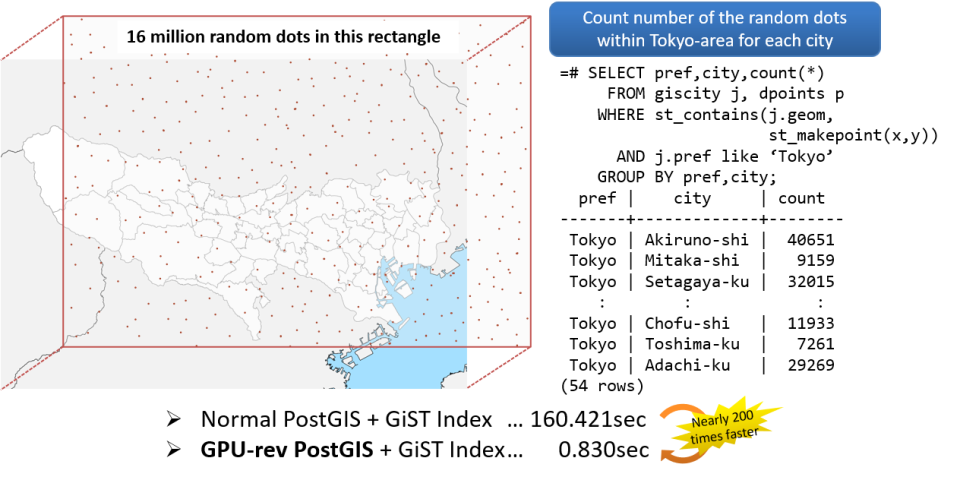 16 million random dots in this rectangle
Count number of the random dots
within Tokyo-area for each city
=# SELECT pref,city,count(*)
FROM giscity j, dpoints p
WHERE st_contains(j.geom,
st_makepoint(x,y))
AND j.pref like ‘Tokyo’
GROUP BY pref,city;
pref | city | count
-------+--------------+--------
Tokyo | Akiruno-shi | 40651
Tokyo | Mitaka-shi | 9159
Tokyo | Setagaya-ku | 32015
: : :
Tokyo | Chofu-shi | 11933
Tokyo | Toshima-ku | 7261
Tokyo | Adachi-ku | 29269
(54 rows)
➢ Normal PostGIS + GiST Index … 160.421sec
➢ GPU-rev PostGIS + GiST Index… 0.830sec
Nearly 200
times faster